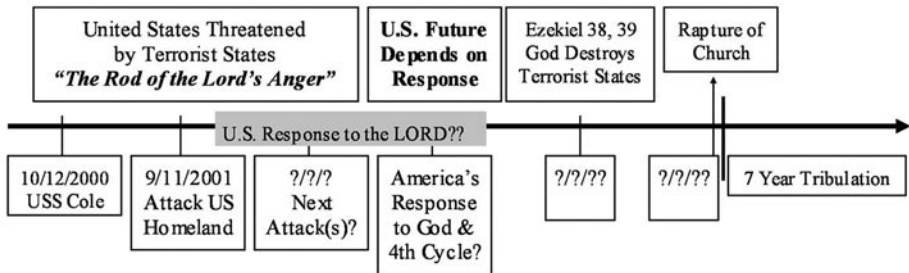 United States Threatened
by Terrorist States
"The Rod of the Lord's Anger"
U.S. Future
Depends on
Response
Ezekiel 38, 39
God Destroys
Terrorist States
Rapture of
Church
U.S. Response to the LORD??
10/12/2000
USS Cole
9/11/2001
Attack US
Homeland
?/?/?
Next
Attack(s)?
America's
Response
to God &
4th Cycle?
?/?/??
?/?/??
7 Year Tribulation